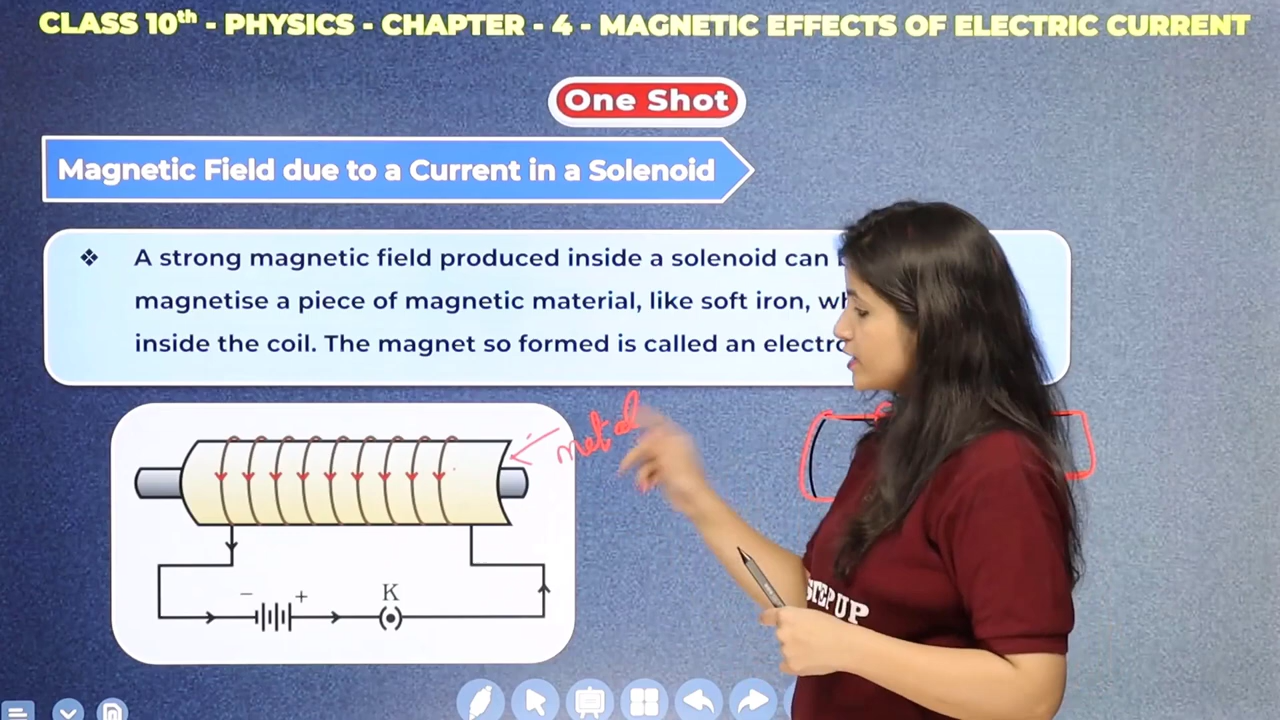 CLASS 10th - PHYSICS - CHAPTER - 4 - MAGNETIC EFFECTS OF ELECTRIC CURRENT
One Shot
Magnetic Field due to a Current in a Solenoid
❖ A strong magnetic field produced inside a solenoid can
magnetise a piece of magnetic material, like soft iron,
inside the coil. The magnet so formed is called an
metal
− + K
STEP UP